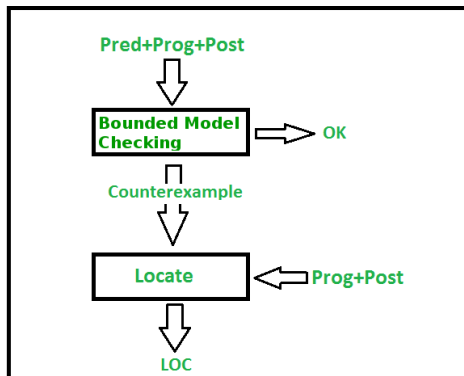 Pred+Prog+Post
Bounded Model
Checking
OK
Counterexample
Locate
Prog+Post
LOC